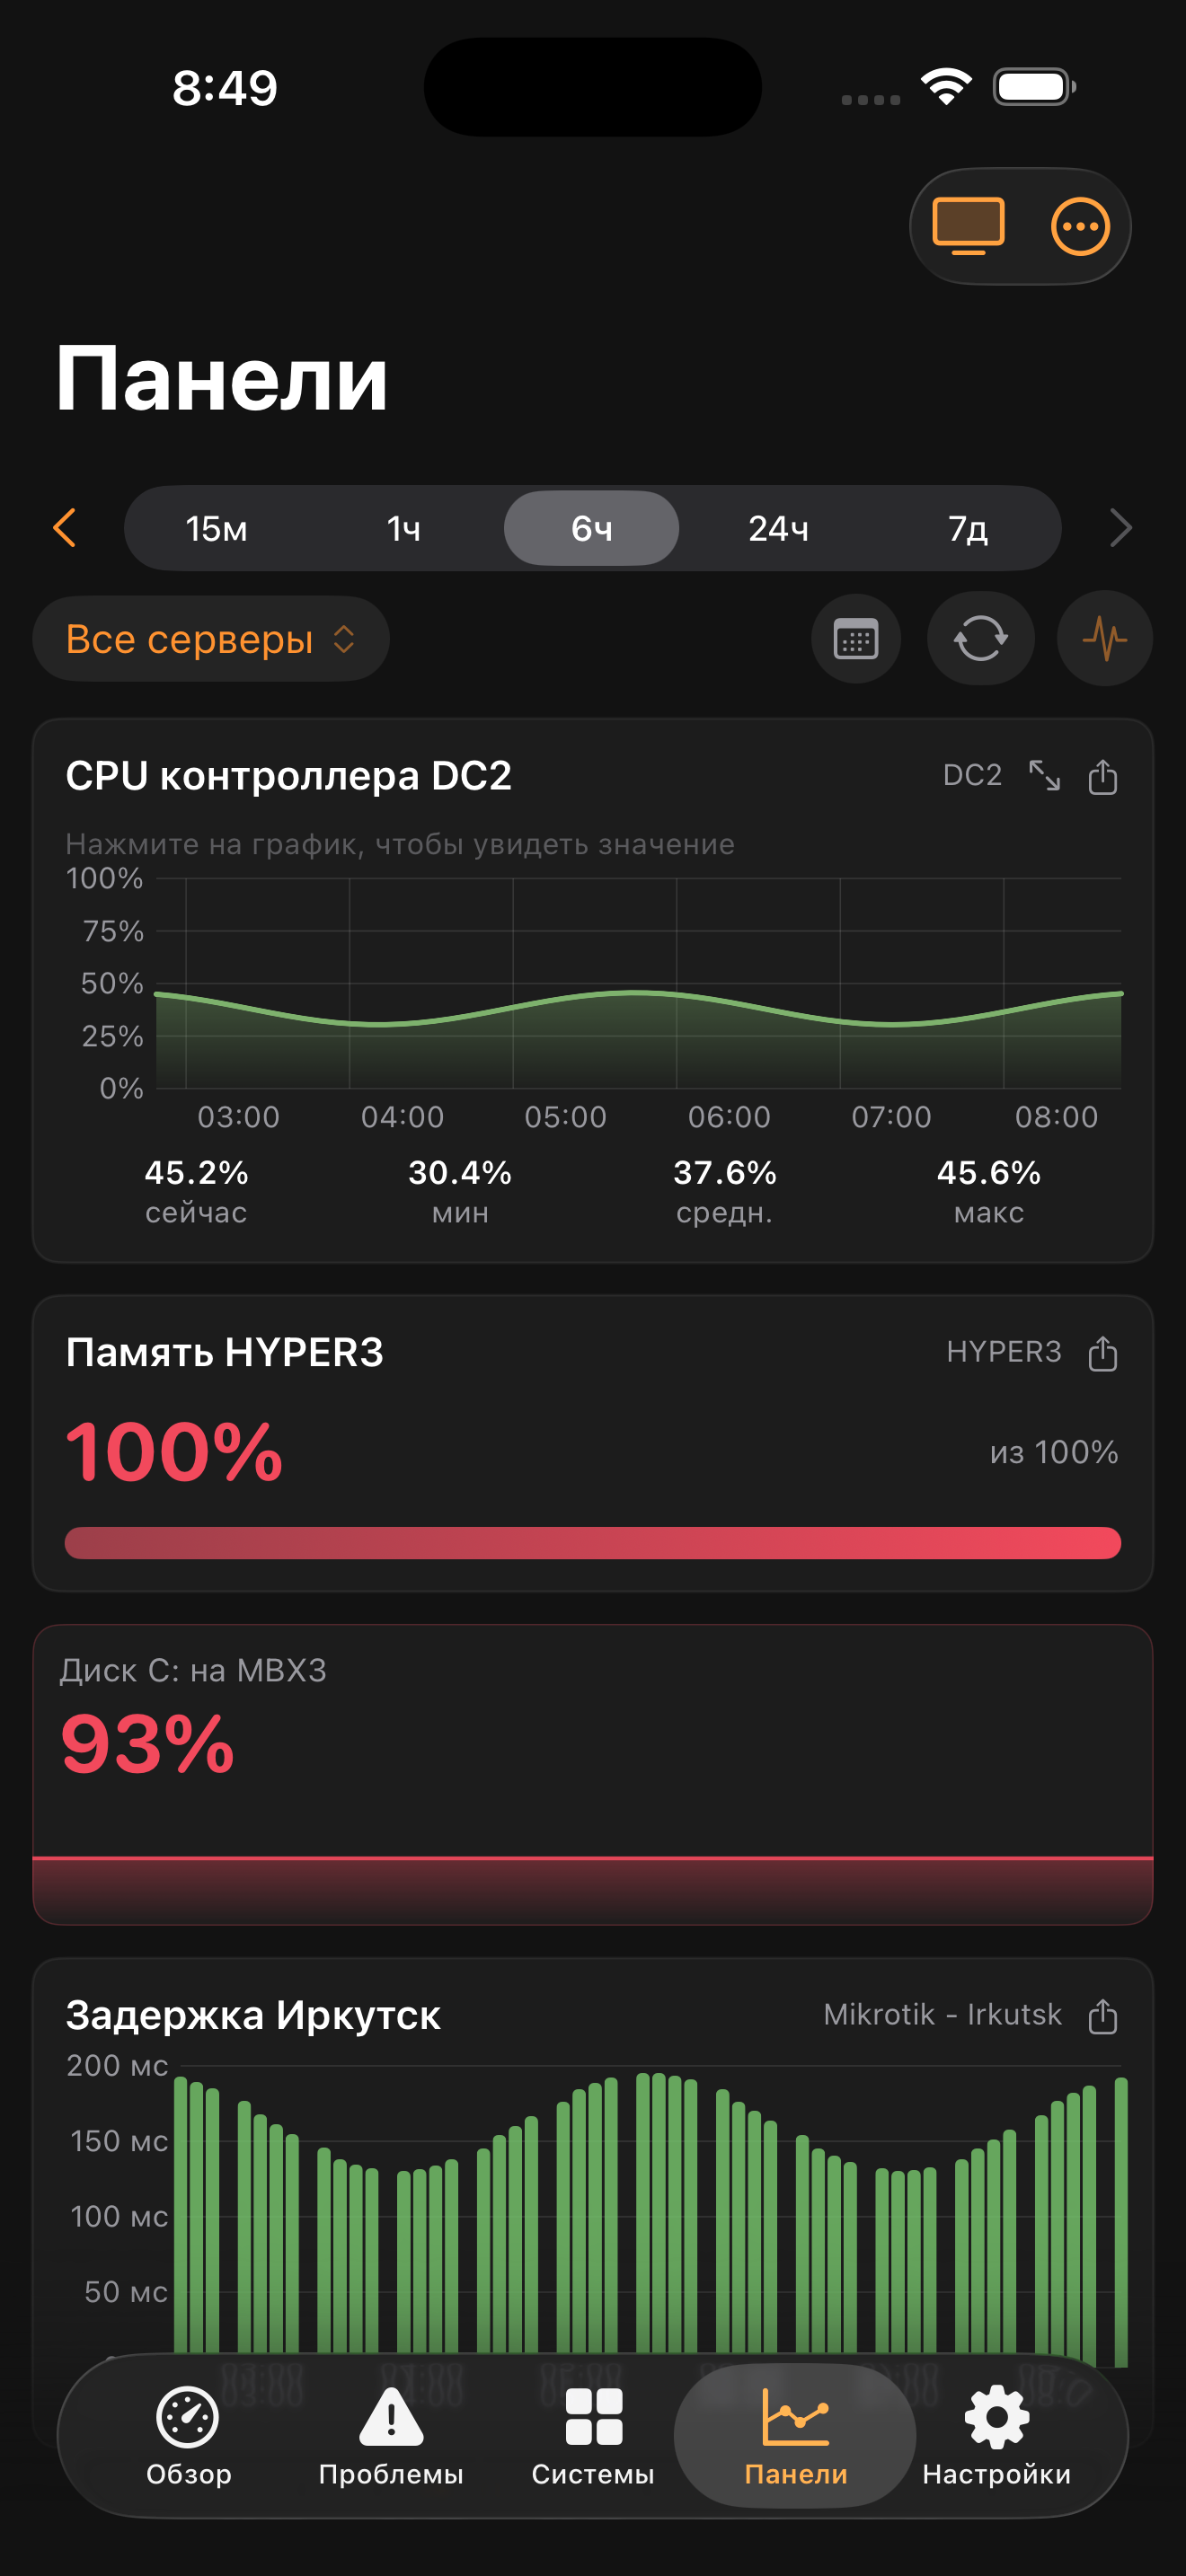 8:49
Панели
15м 1ч 6ч 24ч 7д
Все серверы
CPU контроллера DC2 DC2
Нажмите на график, чтобы увидеть значение
100%
75%
50%
25%
0%
03:00 04:00 05:00 06:00 07:00 08:00
45.2% 30.4% 37.6% 45.6%
сейчас мин средн. макс
Память HYPER3 HYPER3
100% из 100%
Диск C: на MBX3
93%
Задержка Иркутск Mikrotik - Irkutsk
200 мс
150 мс
100 мс
50 мс
Обзор Проблемы Системы Панели Настройки